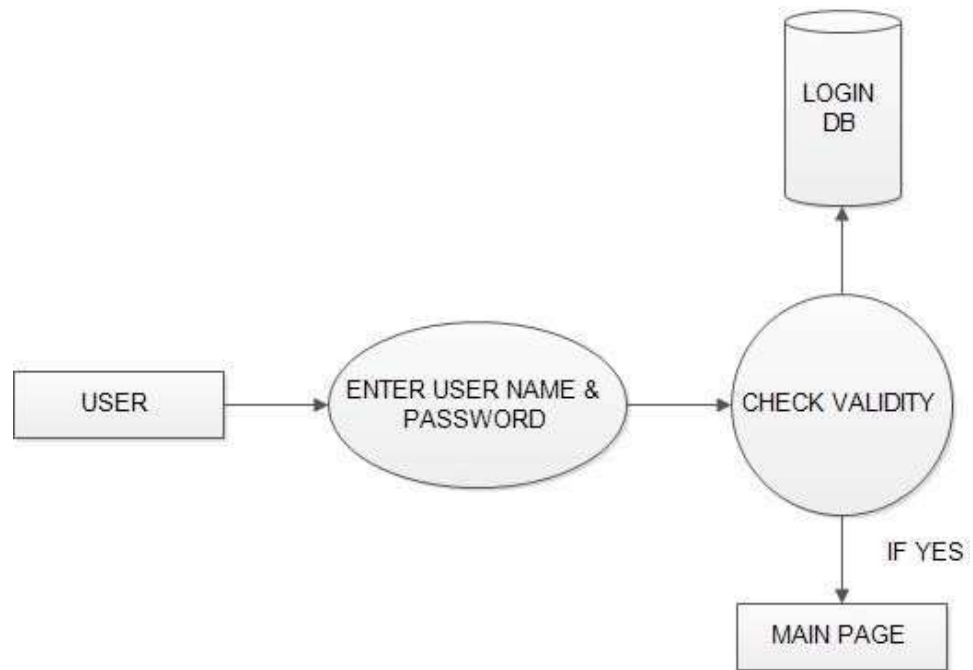 LOGIN
DB
USER
ENTER USER NAME &
PASSWORD
CHECK VALIDITY
IF YES
MAIN PAGE